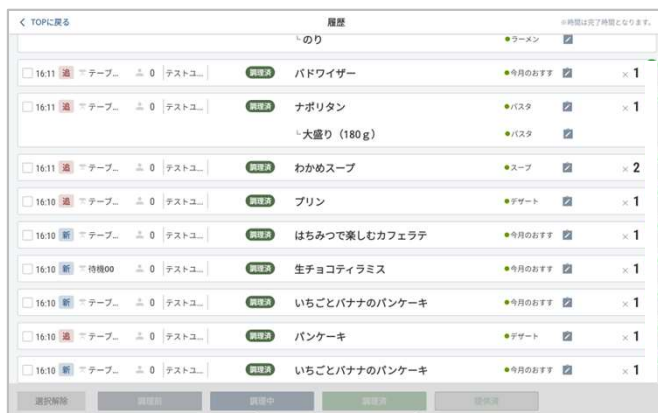 TOPに戻る 履歴 ※時間は完了時間となります。
└のり ラーメン
16:11 追 テーブ... 0 テストユ... 調理済 バドワイザー 今月のおすす × 1
16:11 追 テーブ... 0 テストユ... 調理済 ナポリタン パスタ × 1
└大盛り（180ｇ） パスタ
16:11 追 テーブ... 0 テストユ... 調理済 わかめスープ スープ × 2
16:10 追 テーブ... 0 テストユ... 調理済 プリン デザート × 1
16:10 新 テーブ... 0 テストユ... 調理済 はちみつで楽しむカフェラテ 今月のおすす × 1
16:10 新 待機00 0 テストユ... 調理済 生チョコティラミス 今月のおすす × 1
16:10 新 テーブ... 0 テストユ... 調理済 いちごとバナナのパンケーキ 今月のおすす × 1
16:10 追 テーブ... 0 テストユ... 調理済 パンケーキ デザート × 1
16:10 新 テーブ... 0 テストユ... 調理済 いちごとバナナのパンケーキ 今月のおすす × 1
選択解除 調理前 調理中 調理済 提供済